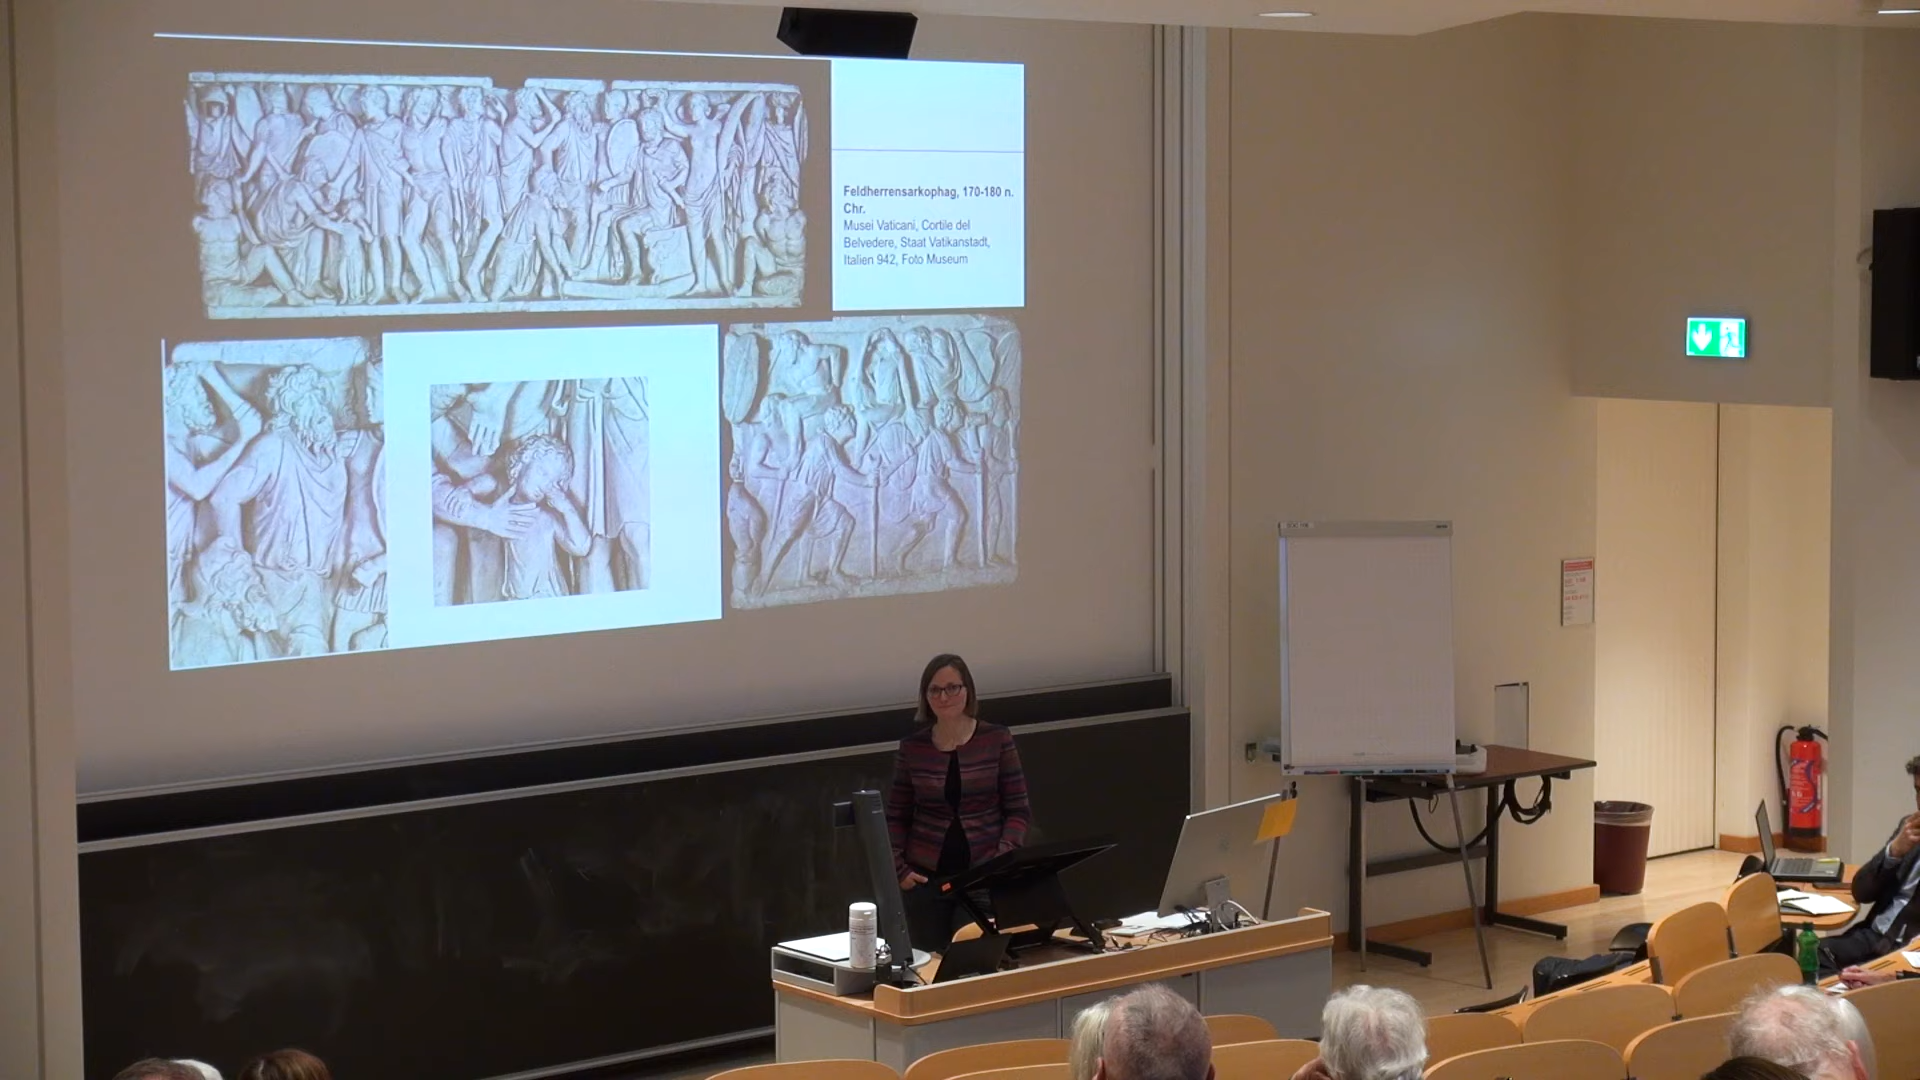 Feldherrensarkophag, 170-180 n.
Chr.
Musei Vaticani, Cortile del
Belvedere, Staat Vatikanstadt,
Italien 942, Foto Museum